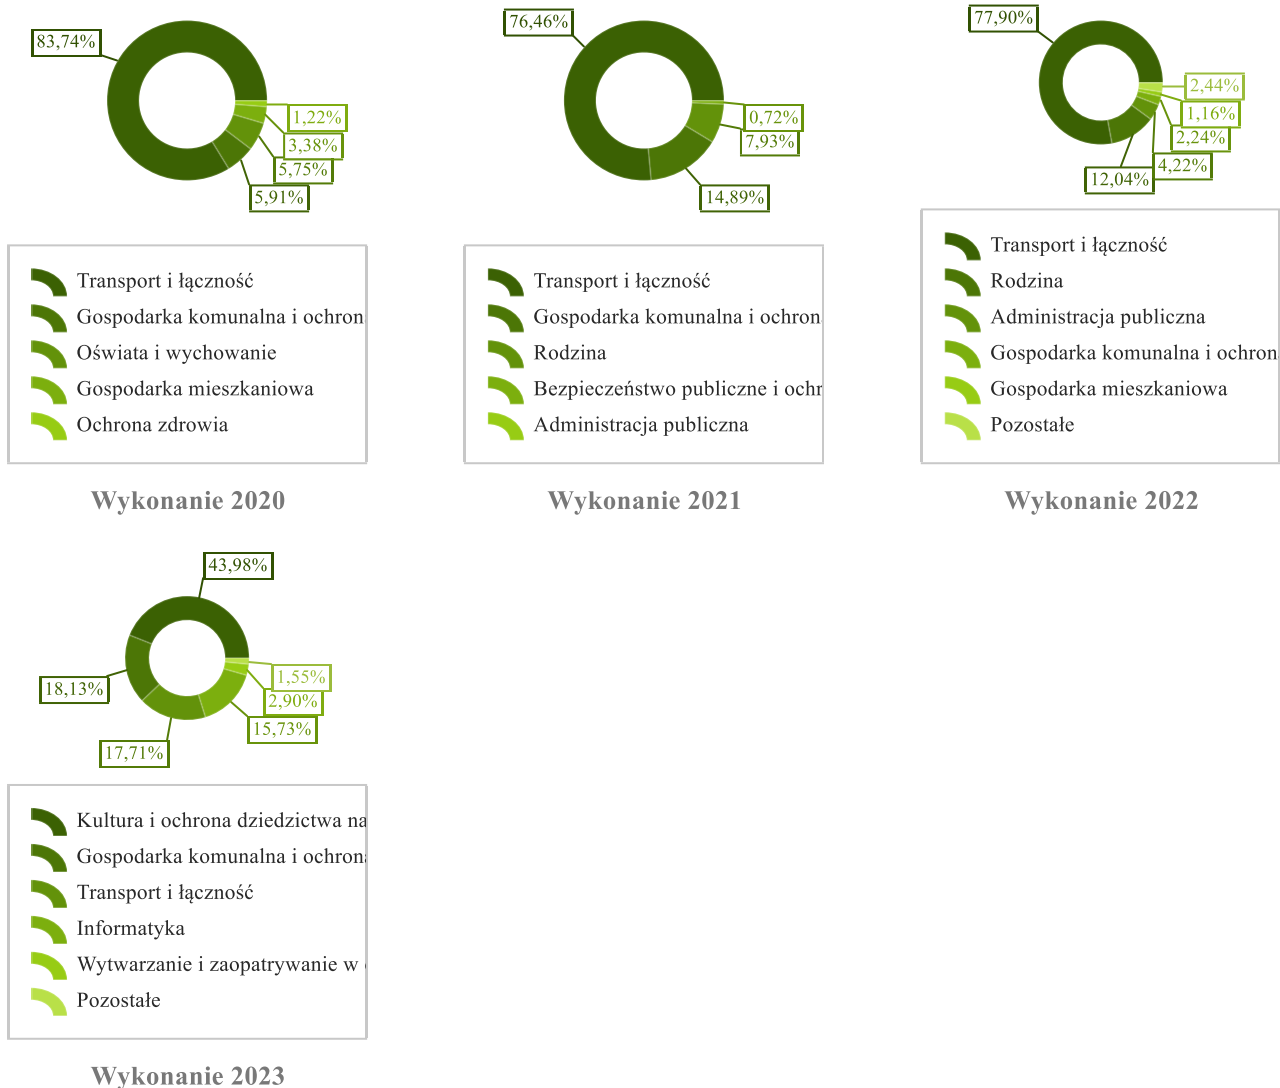 83,74%
1,22%
3,38%
5,75%
5,91%
Transport i łączność
Gospodarka komunalna i ochron
Oświata i wychowanie
Gospodarka mieszkaniowa
Ochrona zdrowia
Wykonanie 2020
76,46%
0,72%
7,93%
14,89%
Transport i łączność
Gospodarka komunalna i ochron
Rodzina
Bezpieczeństwo publiczne i ochr
Administracja publiczna
Wykonanie 2021
77,90%
2,44%
1,16%
2,24%
4,22%
12,04%
Transport i łączność
Rodzina
Administracja publiczna
Gospodarka komunalna i ochron
Gospodarka mieszkaniowa
Pozostałe
Wykonanie 2022
43,98%
1,55%
2,90%
15,73%
17,71%
18,13%
Kultura i ochrona dziedzictwa na
Gospodarka komunalna i ochrona
Transport i łączność
Informatyka
Wytwarzanie i zaopatrywanie w
Pozostałe
Wykonanie 2023